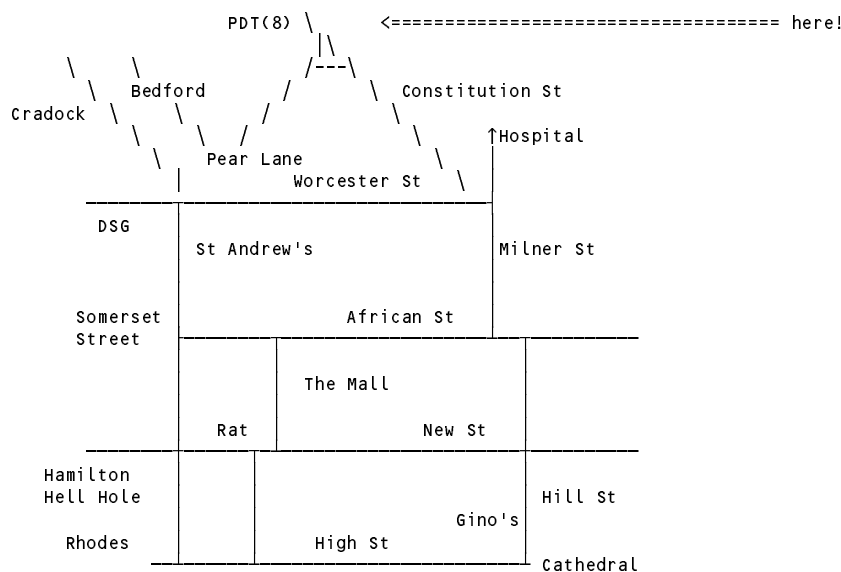 PDT(8) <==================================== here!
Bedford Constitution St
Cradock
↑Hospital
Pear Lane
Worcester St
DSG
St Andrew's Milner St
Somerset African St
Street
The Mall
Rat New St
Hamilton
Hell Hole Hill St
Gino's
Rhodes High St
Cathedral